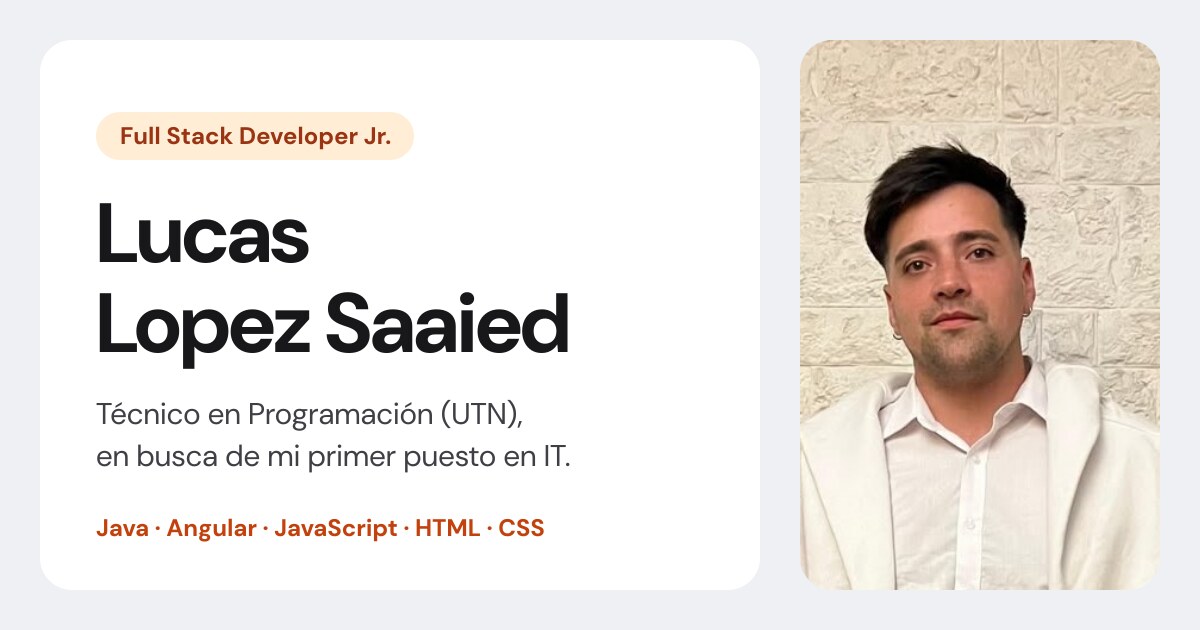 Full Stack Developer Jr.
Lucas
Lopez Saaied
Técnico en Programación (UTN),
en busca de mi primer puesto en IT.
Java · Angular · JavaScript · HTML · CSS